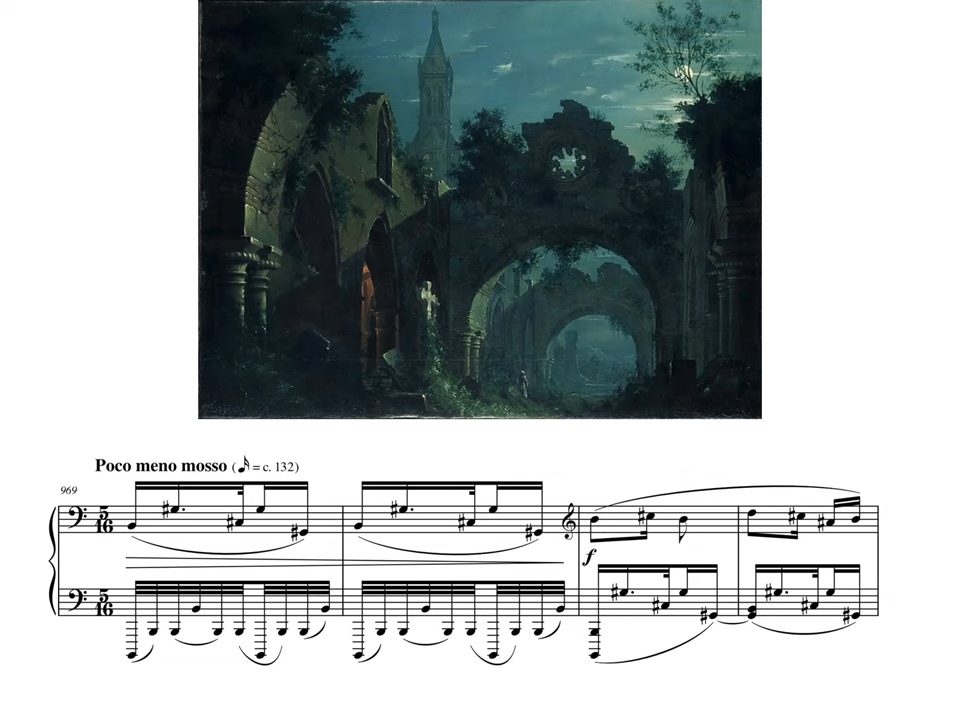 Poco meno mosso (𝅘𝅥𝅯 = c. 132)
969
5
16
f
5
16